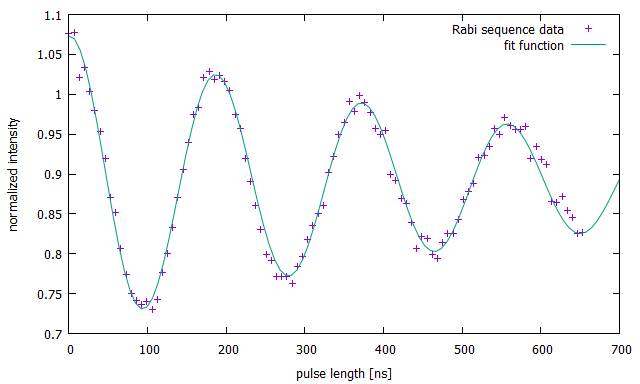 1.1
1.05
1
0.95
0.9
0.85
0.8
0.75
0.7
normalized intensity
Rabi sequence data
fit function
0 100 200 300 400 500 600 700
pulse length [ns]